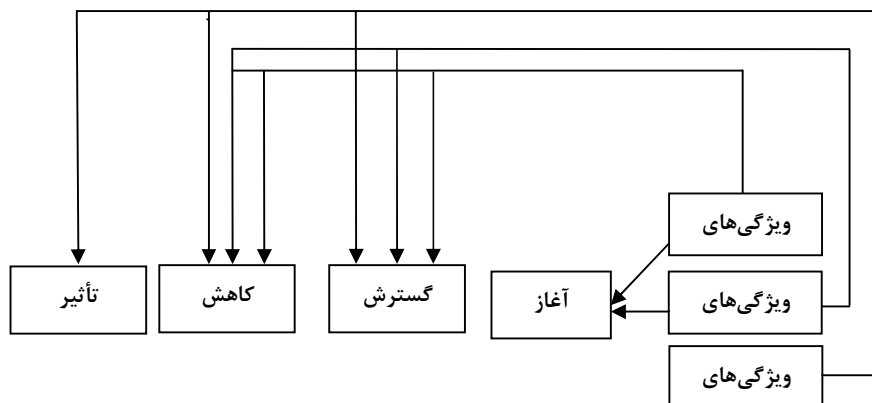 ویژگی‌های
تأثیر
کاهش
گسترش
آغاز
ویژگی‌های
ویژگی‌های